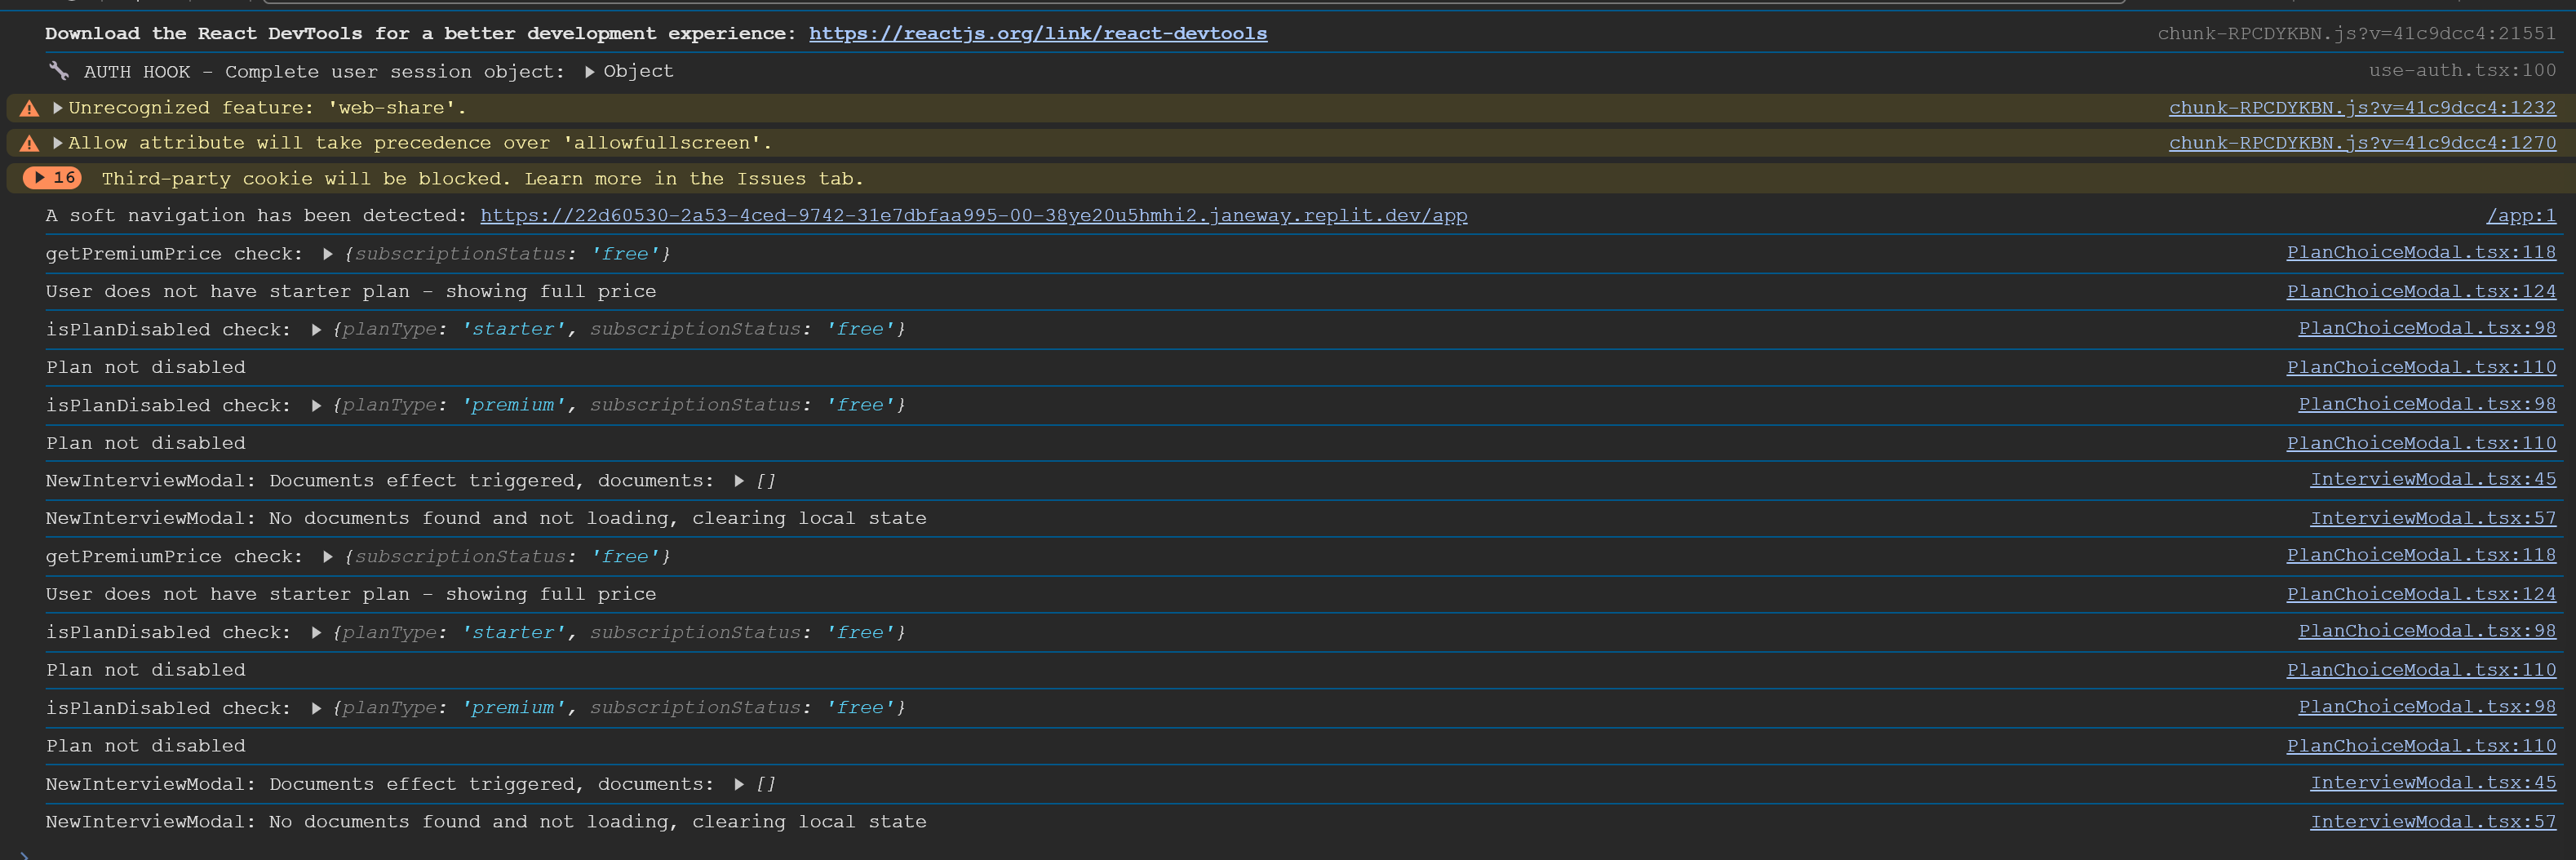 Download the React DevTools for a better development experience: https://reactjs.org/link/react-devtools chunk-RPCDYKBN.js?v=41c9dcc4:21551
🔧 AUTH HOOK - Complete user session object: ▶ Object use-auth.tsx:100
▶ Unrecognized feature: 'web-share'. chunk-RPCDYKBN.js?v=41c9dcc4:1232
▶ Allow attribute will take precedence over 'allowfullscreen'. chunk-RPCDYKBN.js?v=41c9dcc4:1270
▶ 16 Third-party cookie will be blocked. Learn more in the Issues tab.
A soft navigation has been detected: https://22d60530-2a53-4ced-9742-31e7dbfaa995-00-38ye20u5hmhi2.janeway.replit.dev/app /app:1
getPremiumPrice check: ▶ {subscriptionStatus: 'free'} PlanChoiceModal.tsx:118
User does not have starter plan - showing full price PlanChoiceModal.tsx:124
isPlanDisabled check: ▶ {planType: 'starter', subscriptionStatus: 'free'} PlanChoiceModal.tsx:98
Plan not disabled PlanChoiceModal.tsx:110
isPlanDisabled check: ▶ {planType: 'premium', subscriptionStatus: 'free'} PlanChoiceModal.tsx:98
Plan not disabled PlanChoiceModal.tsx:110
NewInterviewModal: Documents effect triggered, documents: ▶ [] InterviewModal.tsx:45
NewInterviewModal: No documents found and not loading, clearing local state InterviewModal.tsx:57
getPremiumPrice check: ▶ {subscriptionStatus: 'free'} PlanChoiceModal.tsx:118
User does not have starter plan - showing full price PlanChoiceModal.tsx:124
isPlanDisabled check: ▶ {planType: 'starter', subscriptionStatus: 'free'} PlanChoiceModal.tsx:98
Plan not disabled PlanChoiceModal.tsx:110
isPlanDisabled check: ▶ {planType: 'premium', subscriptionStatus: 'free'} PlanChoiceModal.tsx:98
Plan not disabled PlanChoiceModal.tsx:110
NewInterviewModal: Documents effect triggered, documents: ▶ [] InterviewModal.tsx:45
NewInterviewModal: No documents found and not loading, clearing local state InterviewModal.tsx:57